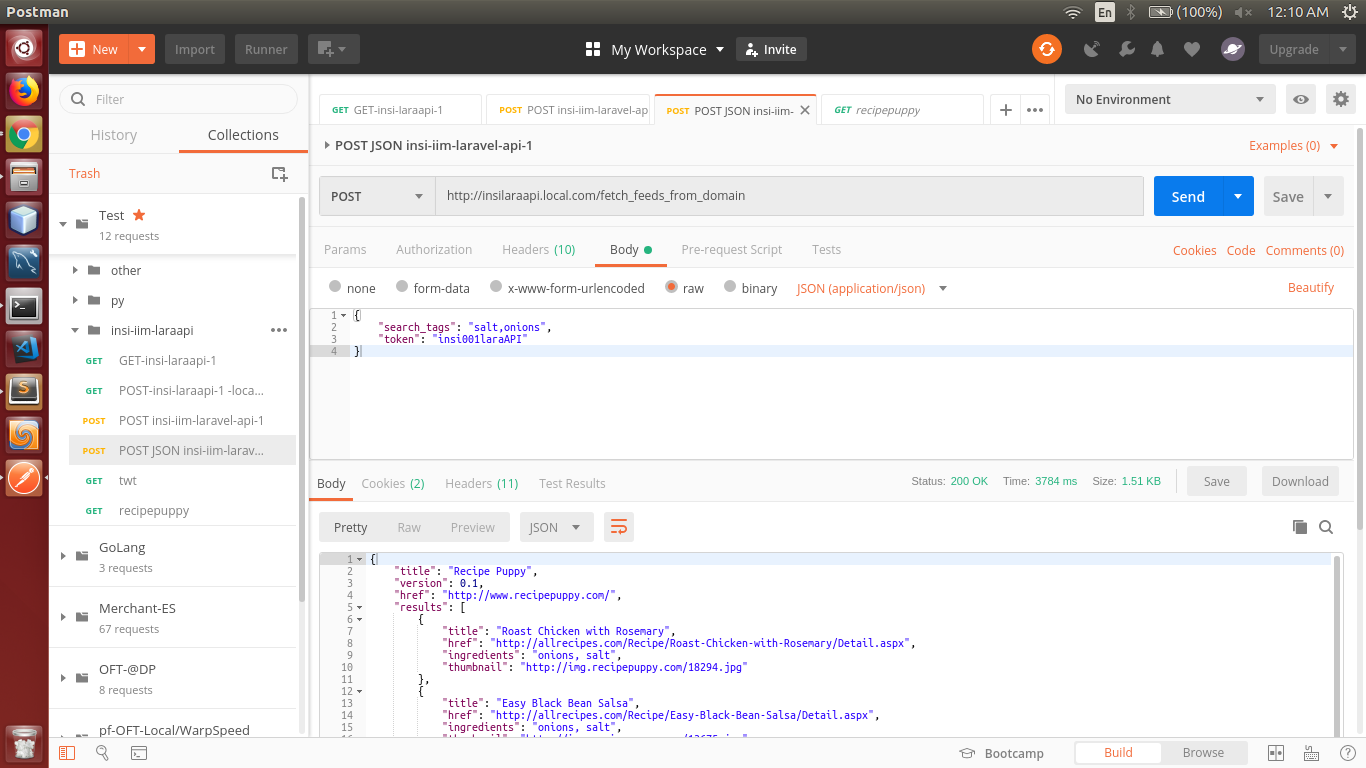 Postman
En
(100%)
12:10 AM
New
Import
Runner
My Workspace
Invite
Upgrade
Filter
History
Collections
Trash
Test
12 requests
other
py
insi-iim-laraapi
GET GET-insi-laraapi-1
GET POST-insi-laraapi-1 -loca...
POST POST insi-iim-laravel-api-1
POST POST JSON insi-iim-larav...
GET twt
GET recipepuppy
GoLang
3 requests
Merchant-ES
67 requests
OFT-@DP
8 requests
pf-OFT-Local/WarpSpeed
GET GET-insi-laraapi-1
POST POST insi-iim-laravel-ap
POST POST JSON insi-iim-
GET recipepuppy
No Environment
POST JSON insi-iim-laravel-api-1
Examples (0)
POST
http://insilaraapi.local.com/fetch_feeds_from_domain
Send
Save
Params
Authorization
Headers (10)
Body
Pre-request Script
Tests
Cookies
Code
Comments (0)
none
form-data
x-www-form-urlencoded
raw
binary
JSON (application/json)
Beautify
1 {
2 "search_tags": "salt,onions",
3 "token": "insi001laraAPI"
4 }
Body
Cookies (2)
Headers (11)
Test Results
Status: 200 OK
Time: 3784 ms
Size: 1.51 KB
Save
Download
Pretty
Raw
Preview
JSON
1 {
2 "title": "Recipe Puppy",
3 "version": 0.1,
4 "href": "http://www.recipepuppy.com/",
5 "results": [
6 {
7 "title": "Roast Chicken with Rosemary",
8 "href": "http://allrecipes.com/Recipe/Roast-Chicken-with-Rosemary/Detail.aspx",
9 "ingredients": "onions, salt",
10 "thumbnail": "http://img.recipepuppy.com/18294.jpg"
11 },
12 {
13 "title": "Easy Black Bean Salsa",
14 "href": "http://allrecipes.com/Recipe/Easy-Black-Bean-Salsa/Detail.aspx",
15 "ingredients": "onions, salt",
Bootcamp
Build
Browse